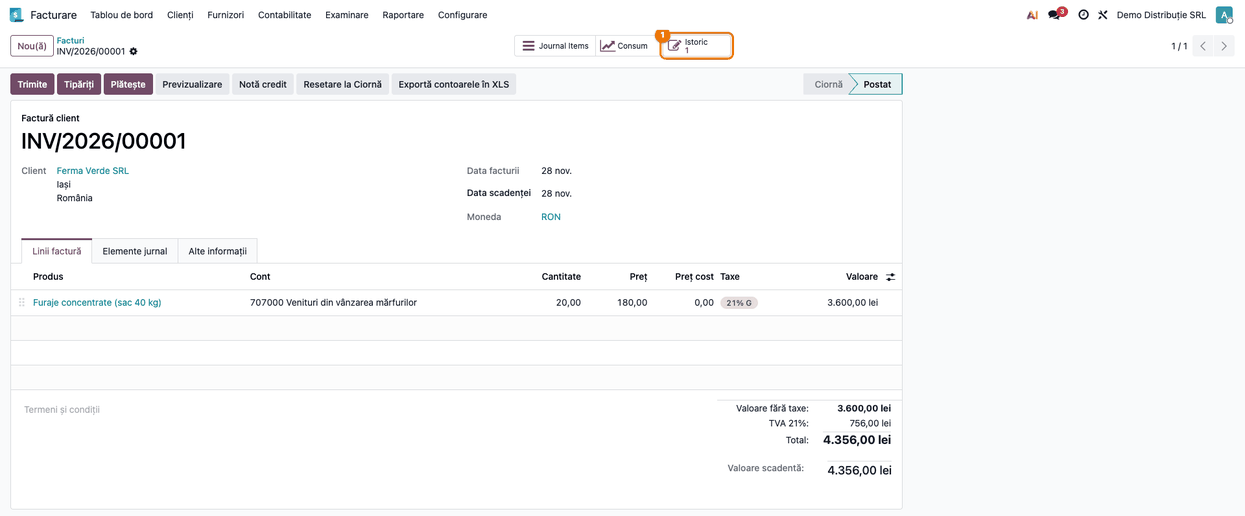 Facturare Tablou de bord Clienți Furnizori Contabilitate Examinare Raportare Configurare AI 3 Demo Distribuție SRL A
Nou(ă) Facturi
INV/2026/00001
Journal Items Consum 1 Istoric 1 1 / 1
Trimite Tipăriți Plătește Previzualizare Notă credit Resetare la Ciornă Exportă contoarele în XLS Ciornă Postat
Factură client
INV/2026/00001
Client Ferma Verde SRL Data facturii 28 nov.
Iași
România
Data scadenței 28 nov.
Moneda RON
Linii factură Elemente jurnal Alte informații
Produs Cont Cantitate Preț Preț cost Taxe Valoare
Furaje concentrate (sac 40 kg) 707000 Venituri din vânzarea mărfurilor 20,00 180,00 0,00 21% G 3.600,00 lei
Termeni și condiții
Valoare fără taxe: 3.600,00 lei
TVA 21%: 756,00 lei
Total: 4.356,00 lei
Valoare scadentă: 4.356,00 lei